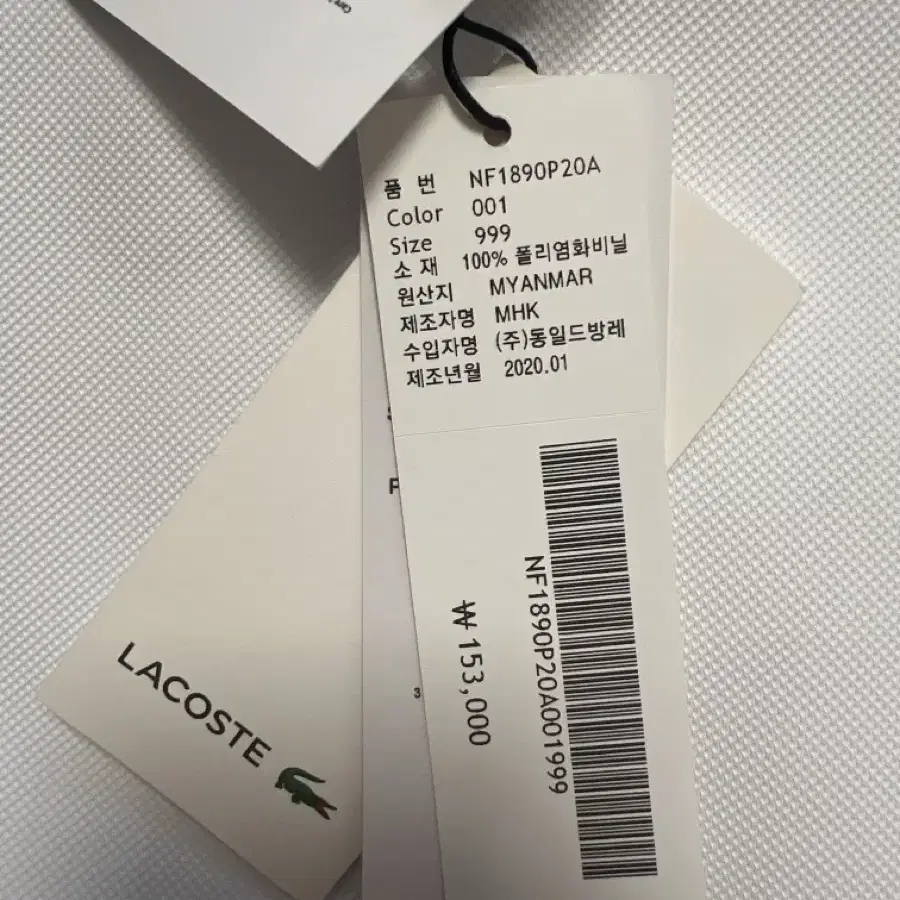 품 번 NF1890P20A
Color 001
Size 999
소 재 100% 폴리염화비닐
원산지 MYANMAR
제조자명 MHK
수입자명 (주)동일드방레
제조년월 2020.01
NF1890P20A001999
₩153,000
LACOSTE
3